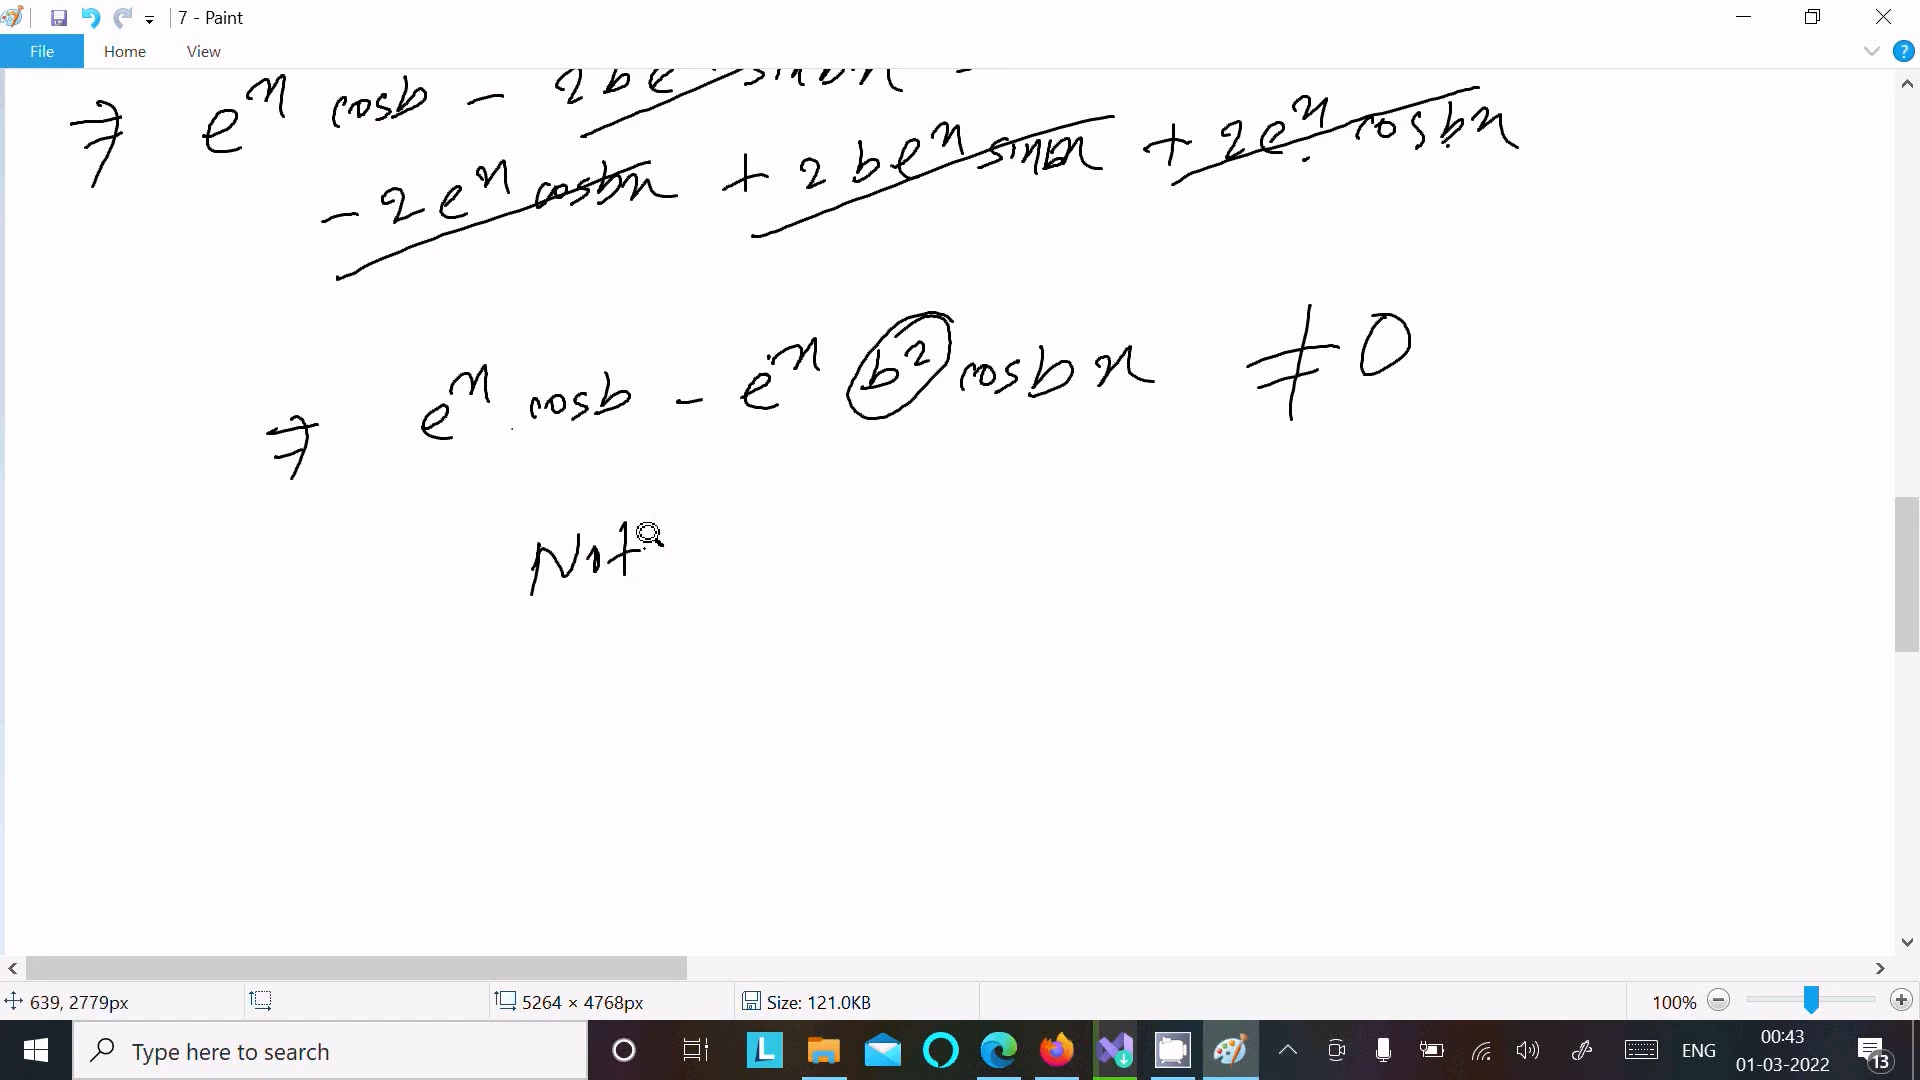 7 - Paint
File Home View
⇒ e^x cosb - 2be sinbx -
- 2e^x cosbx + 2be^x sinbx + 2e^x cosbx
⇒ e^x cosb - e^x b² cosbx ≠ 0
Not
639, 2779px 5264 × 4768px Size: 121.0KB 100%
Type here to search
L
ENG
00:43
01-03-2022
13